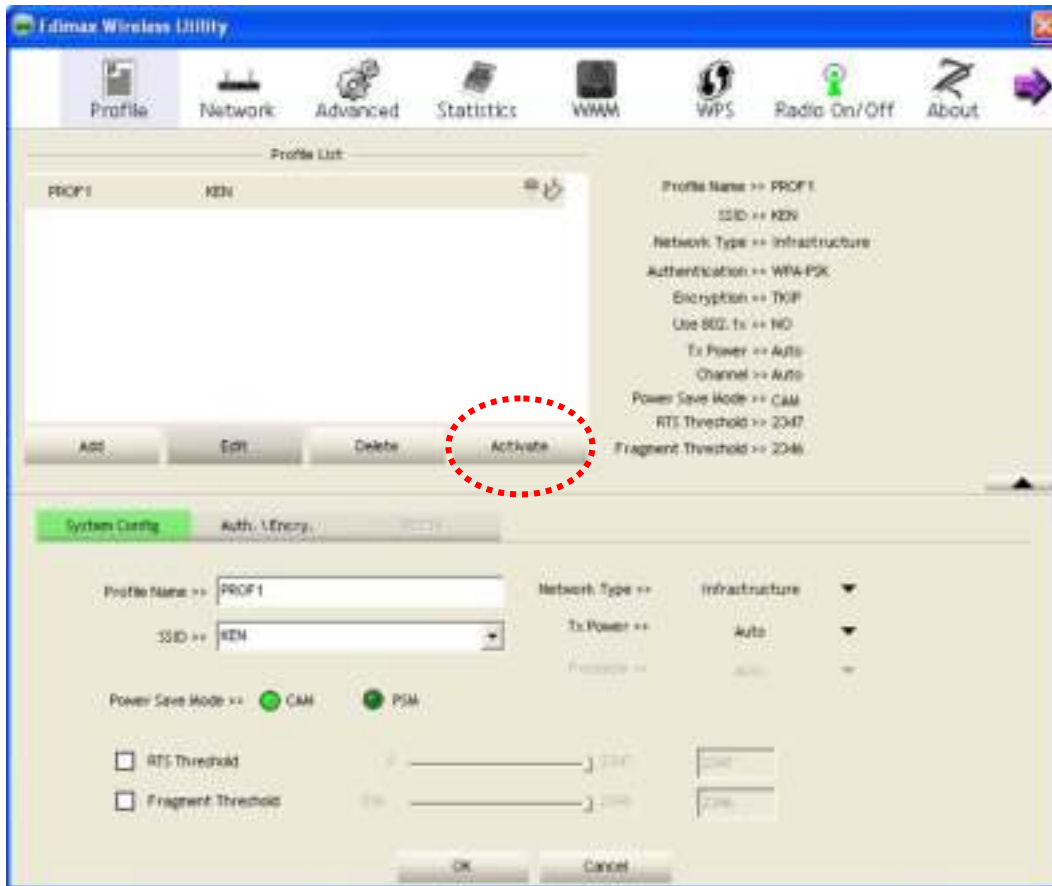 Edimax Wireless Utility
Profile Network Advanced Statistics WMM WPS Radio On/Off About
Profile List
PROF1 KEN
Profile Name >> PROF1
SSID >> KEN
Network Type >> Infrastructure
Authentication >> WPA-PSK
Encryption >> TKIP
Use 802.1x >> NO
Tx Power >> Auto
Channel >> Auto
Power Save Mode >> CAM
RTS Threshold >> 2347
Fragment Threshold >> 2346
Add Edit Delete Activate
System Config Auth. \ Encry.
Profile Name >> PROF1 Network Type >> Infrastructure
SSID >> KEN Tx Power >> Auto
Power Save Mode >> CAM PSM
RTS Threshold 2347
Fragment Threshold 2346
OK Cancel